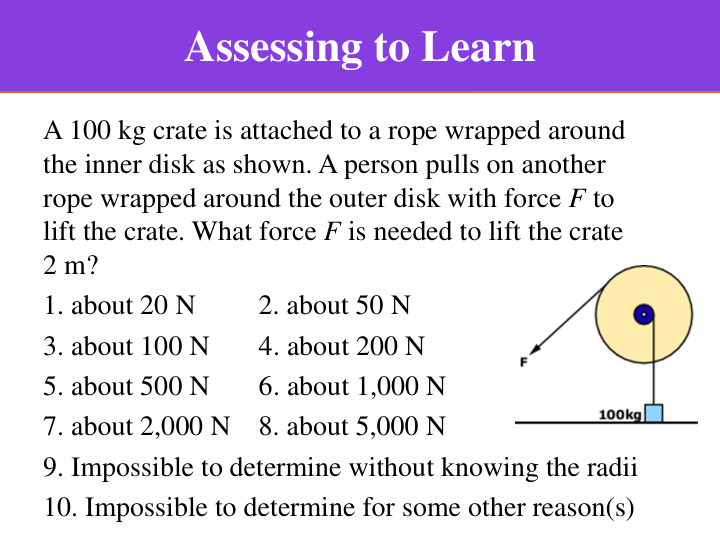 Assessing to Learn
A 100 kg crate is attached to a rope wrapped around
the inner disk as shown. A person pulls on another
rope wrapped around the outer disk with force F to
lift the crate. What force F is needed to lift the crate
2 m?
1. about 20 N 2. about 50 N
3. about 100 N 4. about 200 N
5. about 500 N 6. about 1,000 N
7. about 2,000 N 8. about 5,000 N
9. Impossible to determine without knowing the radii
10. Impossible to determine for some other reason(s)
F
100kg